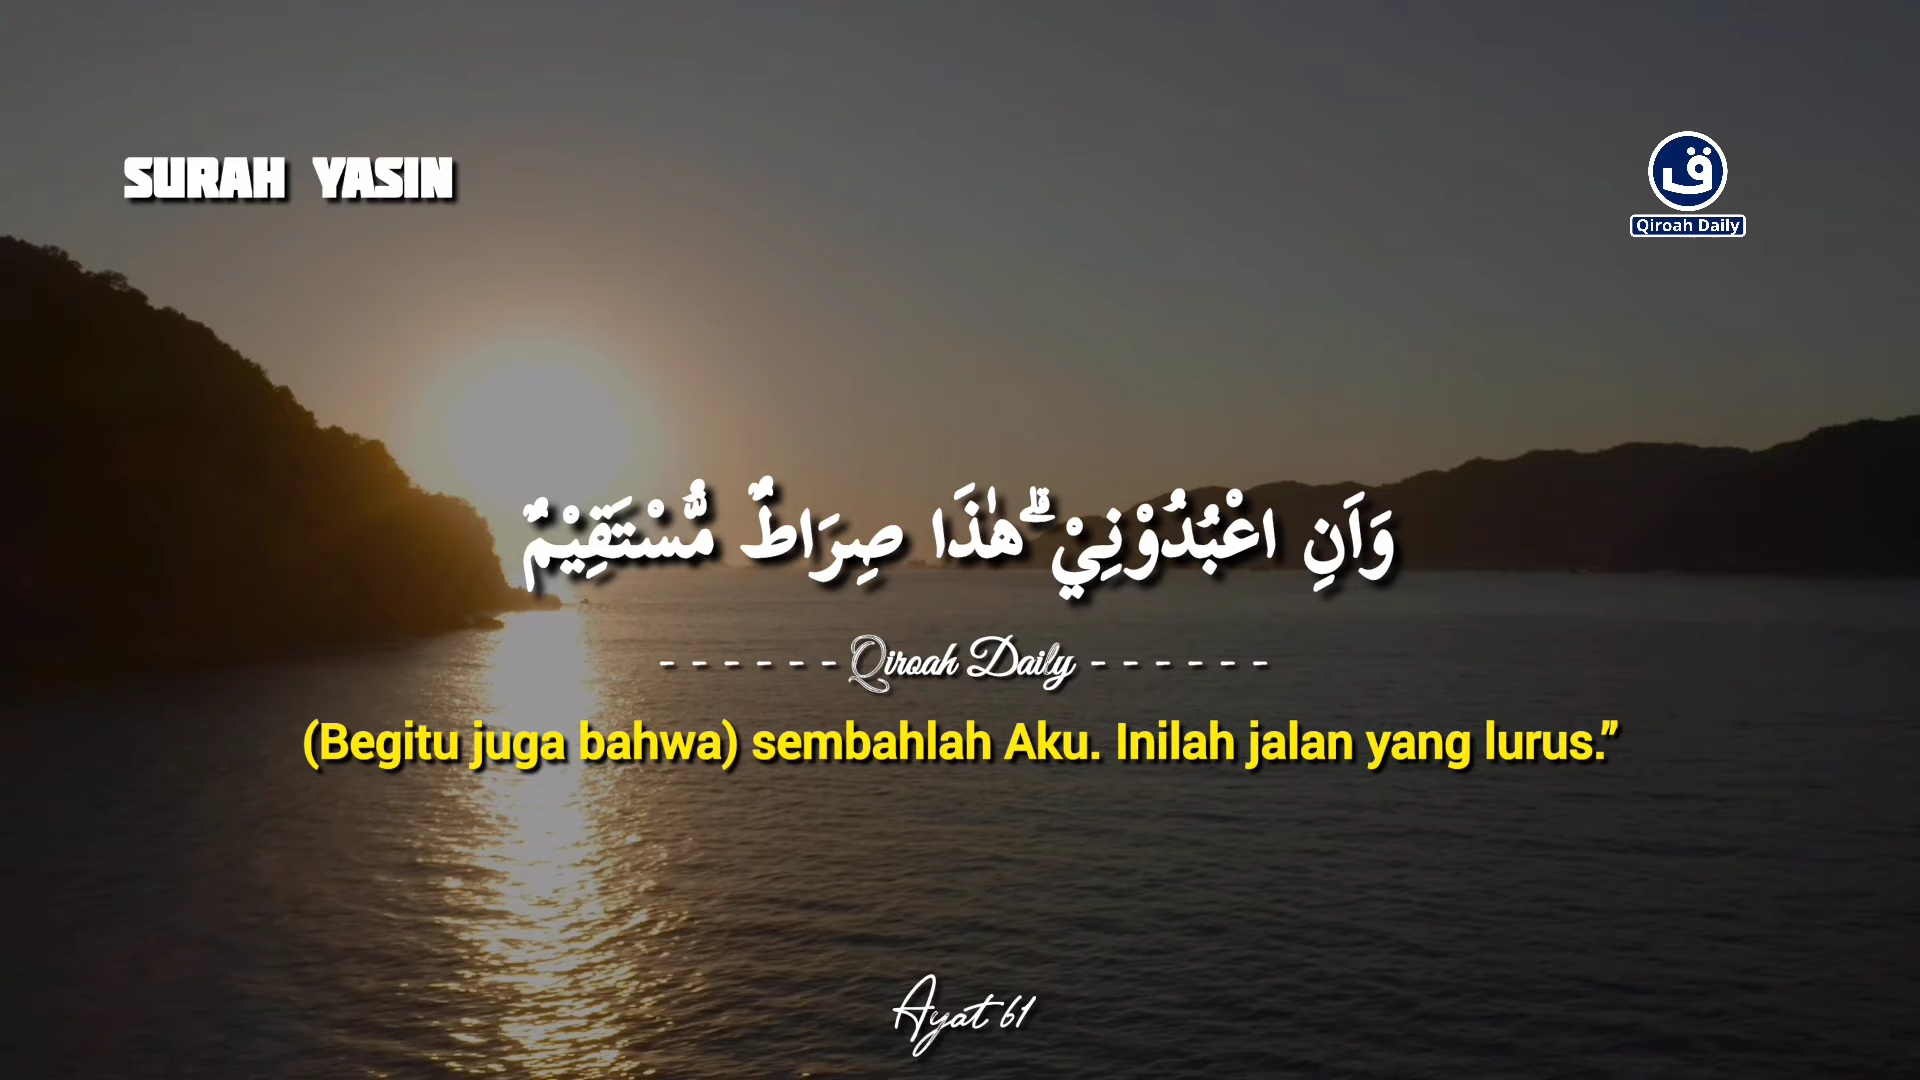 SURAH YASIN
ق
Qiroah Daily
وَاَنِ اعْبُدُوْنِيْ ۗهٰذَا صِرَاطٌ مُّسْتَقِيْمٌ
- - - - - - Qiroah Daily - - - - - -
(Begitu juga bahwa) sembahlah Aku. Inilah jalan yang lurus.”
Ayat 61